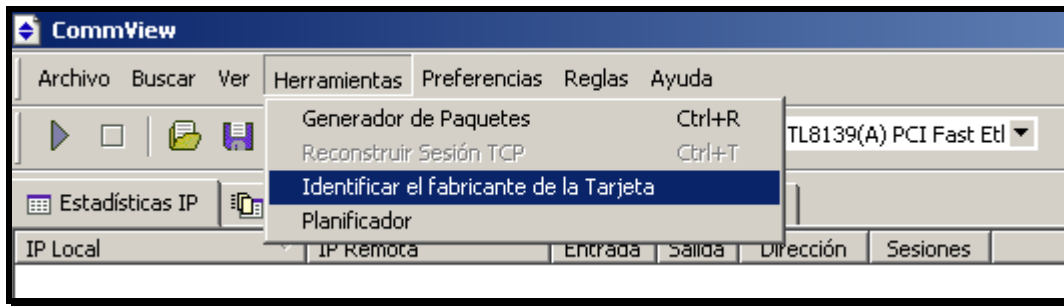 CommView
Archivo Buscar Ver Herramientas Preferencias Reglas Ayuda
Generador de Paquetes Ctrl+R
Reconstruir Sesión TCP Ctrl+T
TL8139(A) PCI Fast Etl
Identificar el fabricante de la Tarjeta
Estadísticas IP
Planificador
IP Local IP Remota Entrada Salida Dirección Sesiones